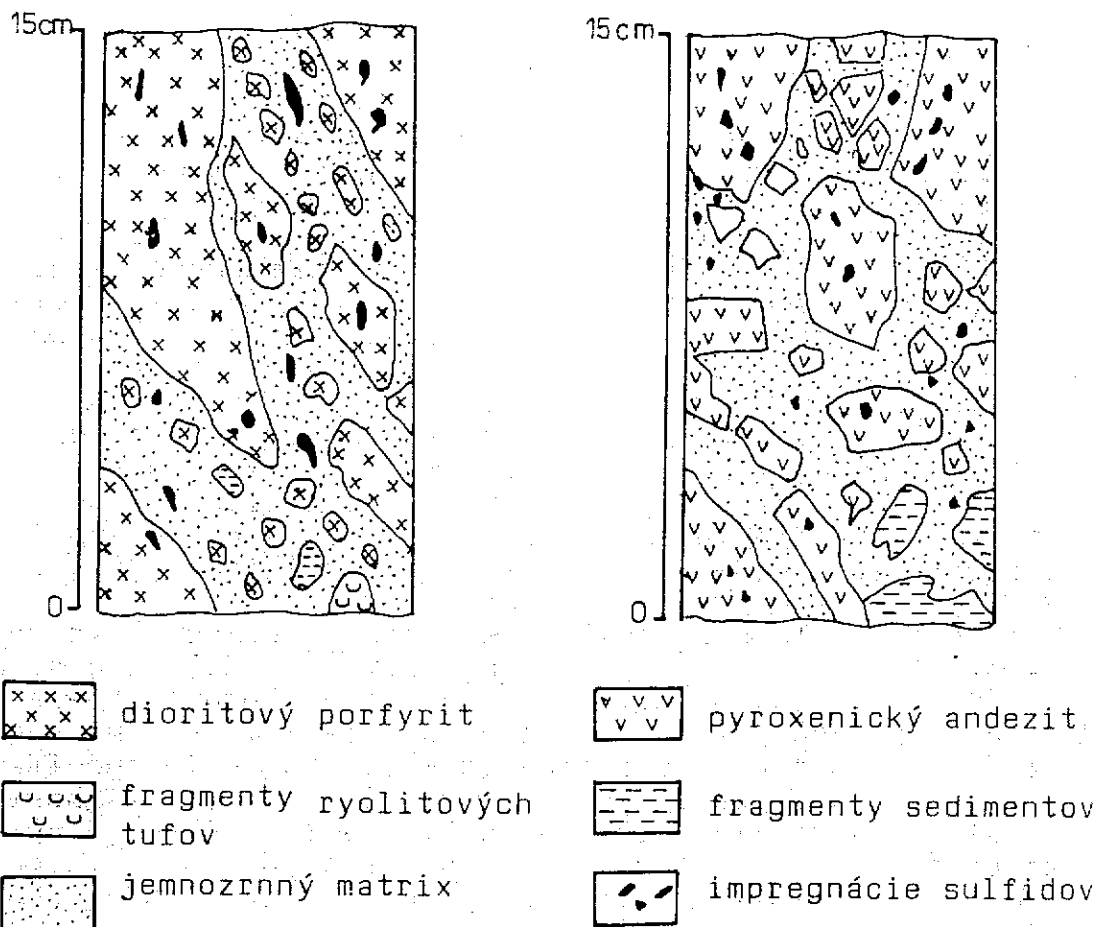 15cm
0
15cm
0
dioritový porfyrit
fragmenty ryolitových
tufov
jemnozrnný matrix
pyroxenický andezit
fragmenty sedimentov
impregnácie sulfidov